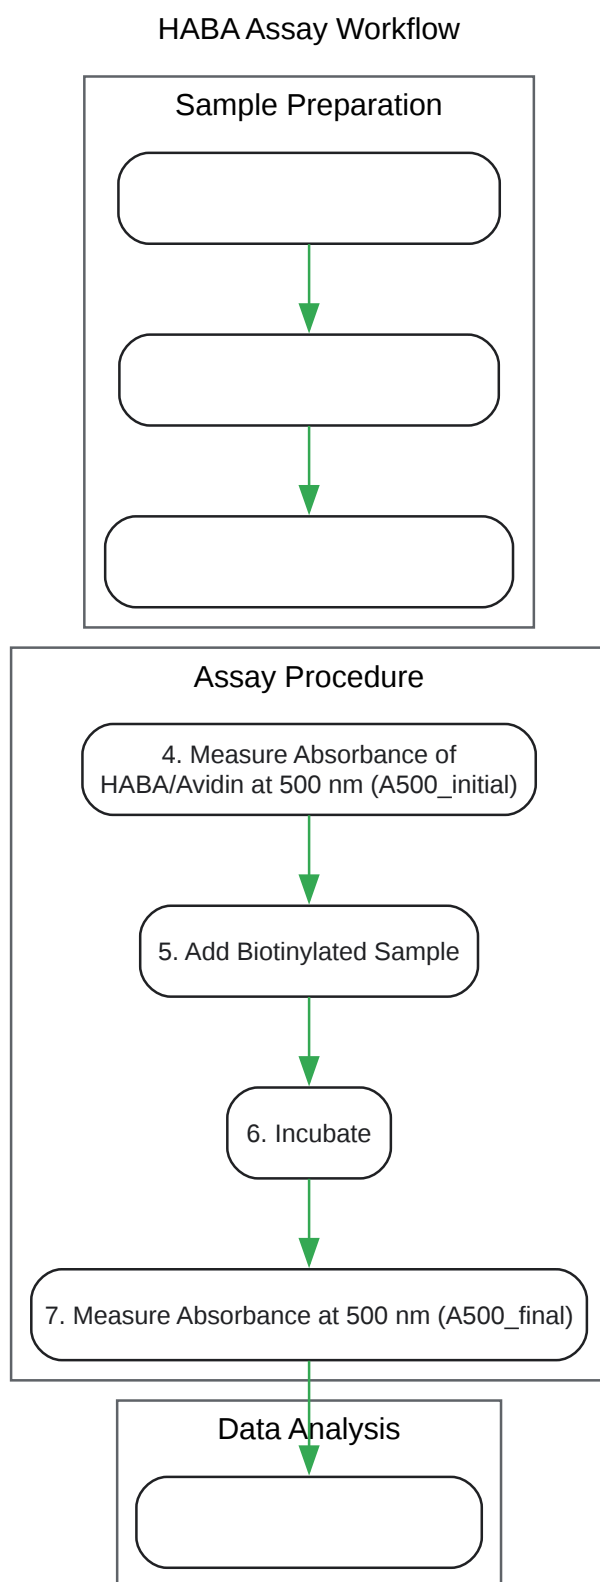 HABA Assay Workflow
Sample Preparation
Assay Procedure
4. Measure Absorbance of
HABA/Avidin at 500 nm (A500_initial)
5. Add Biotinylated Sample
6. Incubate
7. Measure Absorbance at 500 nm (A500_final)
Data Analysis